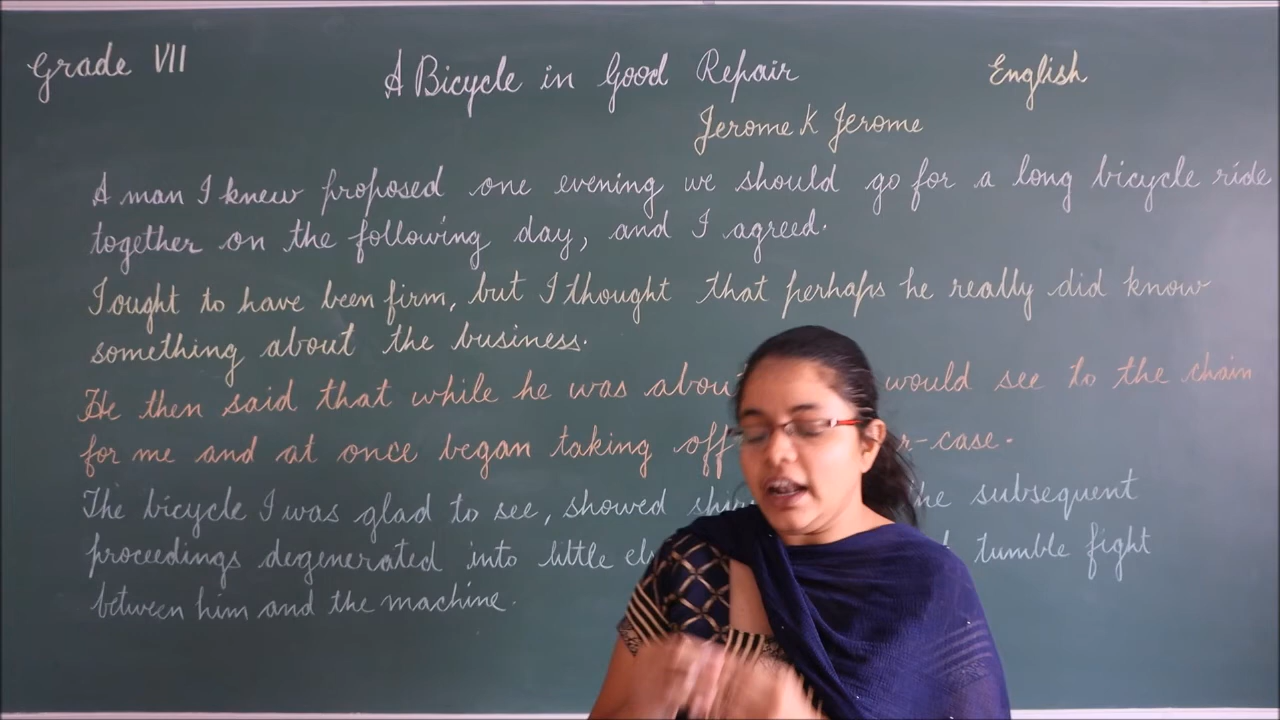 Grade VII
A Bicycle in Good Repair
English
Jerome K Jerome
A man I knew proposed one evening we should go for a long bicycle ride
together on the following day, and I agreed.
I ought to have been firm, but I thought that perhaps he really did know
something about the business.
He then said that while he was would see to the chain
for me and at once began taking off -case.
The bicycle I was glad to see, showed subsequent
proceedings degenerated into little tumble fight
between him and the machine.